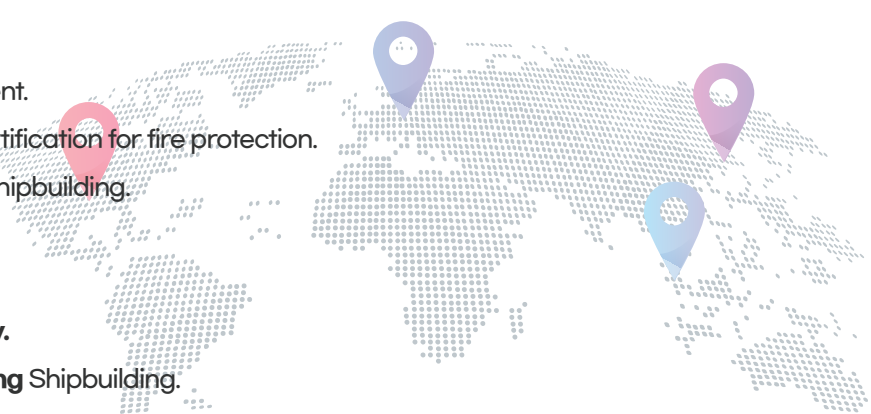 nt.
tification for fire protection.
hipbuilding.
y.
ng Shipbuilding.